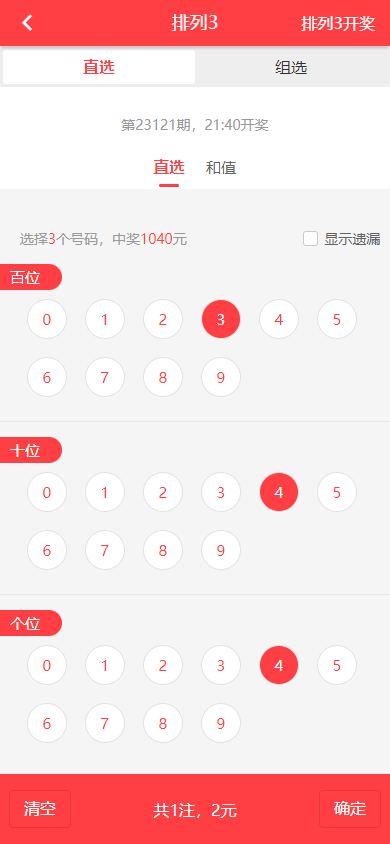 排列3 排列3开奖
直选 组选
第23121期，21:40开奖
直选 和值
选择3个号码，中奖1040元 显示遗漏
百位
0 1 2 3 4 5
6 7 8 9
十位
0 1 2 3 4 5
6 7 8 9
个位
0 1 2 3 4 5
6 7 8 9
清空 共1注，2元 确定